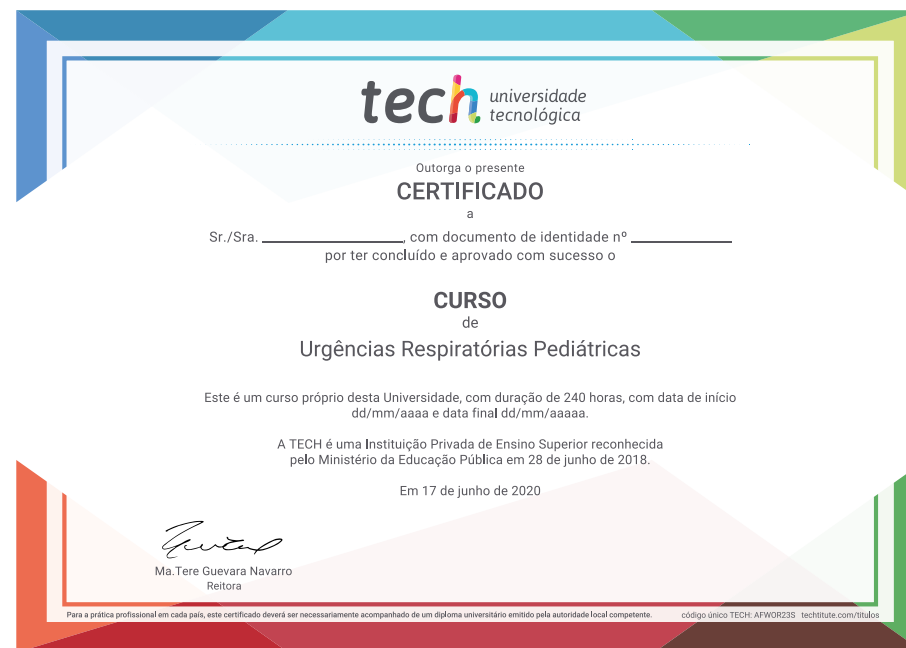 tech universidade
tecnológica
Outorga o presente
CERTIFICADO
a
Sr./Sra. ____________, com documento de identidade nº ____________
por ter concluído e aprovado com sucesso o
CURSO
de
Urgências Respiratórias Pediátricas
Este é um curso próprio desta Universidade, com duração de 240 horas, com data de início
dd/mm/aaaa e data final dd/mm/aaaaa.
A TECH é uma Instituição Privada de Ensino Superior reconhecida
pelo Ministério da Educação Pública em 28 de junho de 2018.
Em 17 de junho de 2020
Ma.Tere Guevara Navarro
Reitora
Para a prática profissional em cada país, este certificado deverá ser necessariamente acompanhado de um diploma universitário emitido pela autoridade local competente. código único TECH: AFWOR23S techtitute.com/titulos